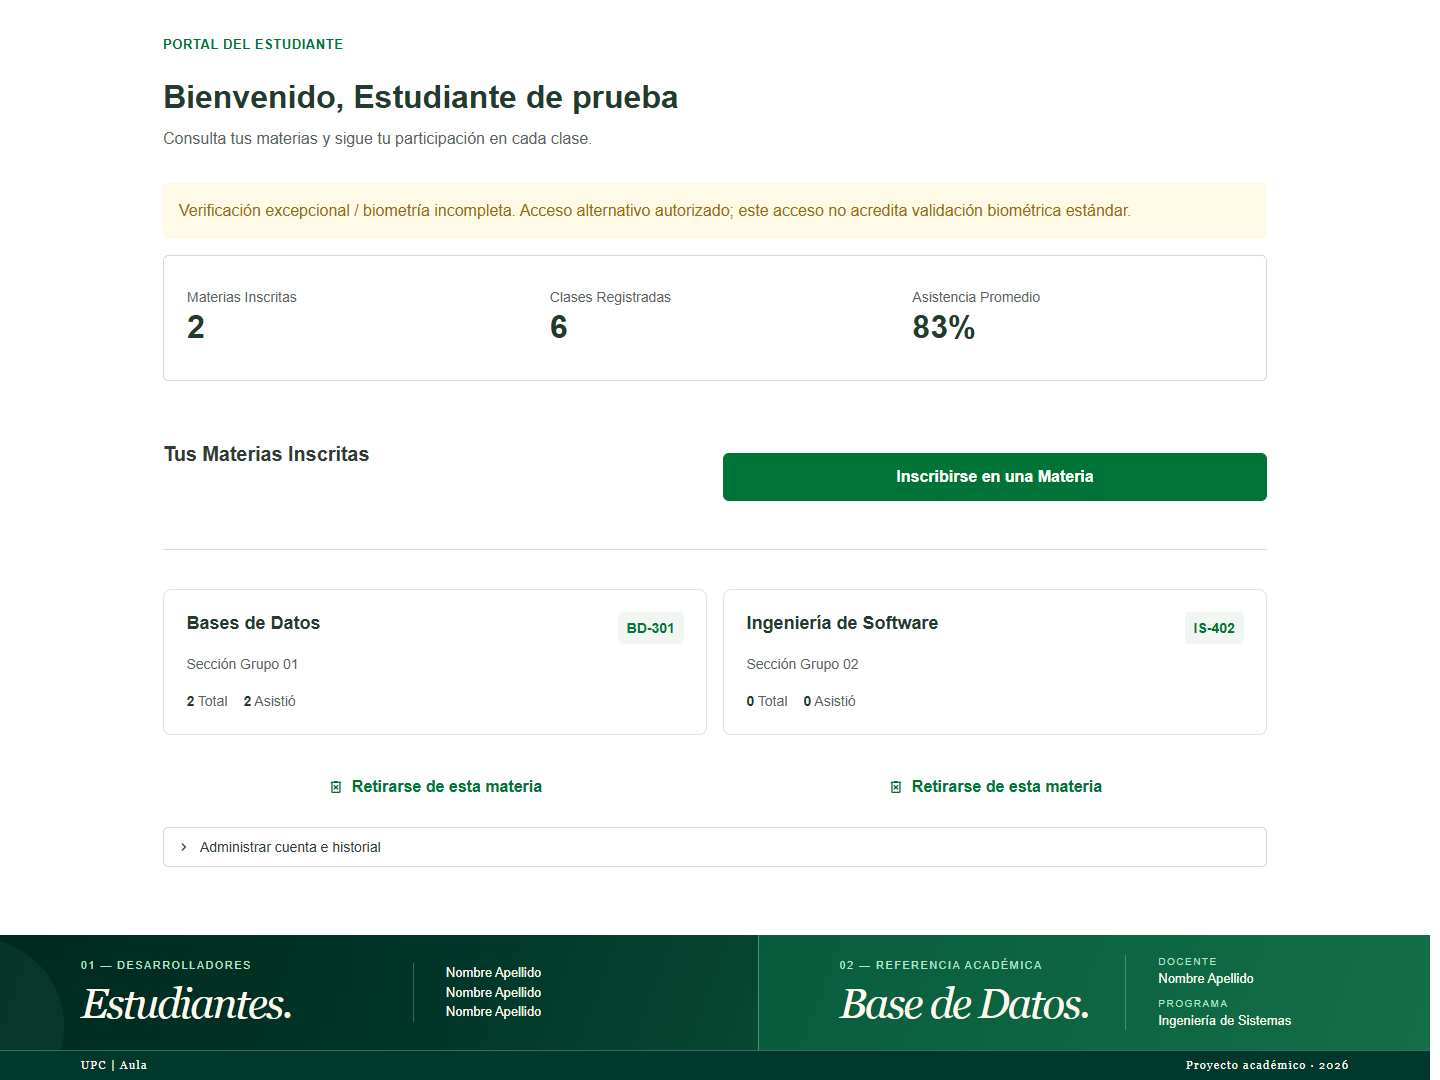 PORTAL DEL ESTUDIANTE
Bienvenido, Estudiante de prueba
Consulta tus materias y sigue tu participación en cada clase.
Verificación excepcional / biometría incompleta. Acceso alternativo autorizado; este acceso no acredita validación biométrica estándar.
Materias Inscritas
2
Clases Registradas
6
Asistencia Promedio
83%
Tus Materias Inscritas
Inscribirse en una Materia
Bases de Datos
BD-301
Sección Grupo 01
2 Total 2 Asistió
Ingeniería de Software
IS-402
Sección Grupo 02
0 Total 0 Asistió
Retirarse de esta materia
Retirarse de esta materia
Administrar cuenta e historial
01 — DESARROLLADORES
Estudiantes.
Nombre Apellido
Nombre Apellido
Nombre Apellido
02 — REFERENCIA ACADÉMICA
Base de Datos.
DOCENTE
Nombre Apellido
PROGRAMA
Ingeniería de Sistemas
UPC | Aula
Proyecto académico · 2026